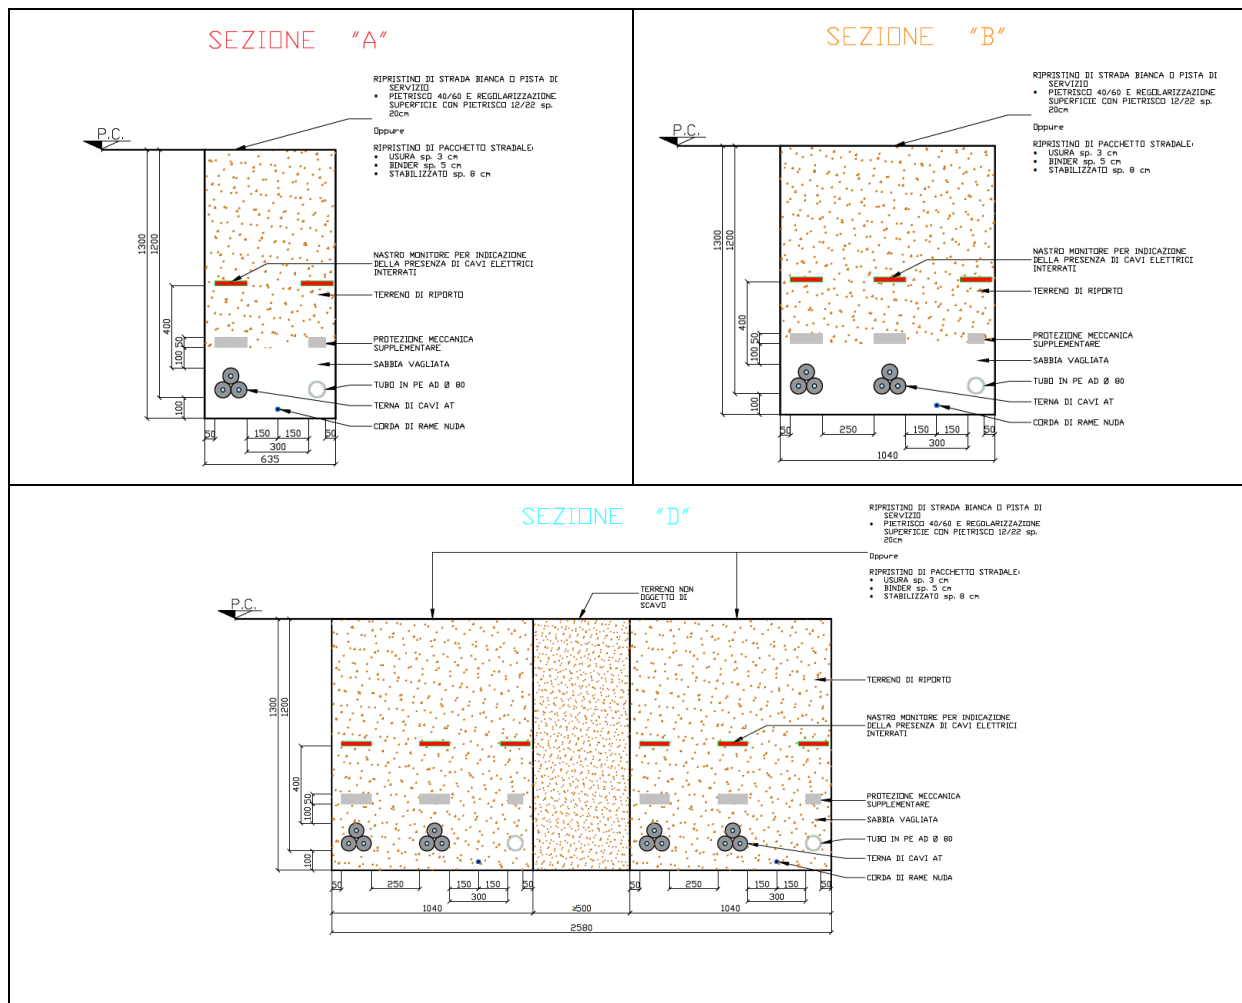 SEZIONE "A"
RIPRISTINO DI STRADA BIANCA O PISTA DI
SERVIZIO
• PIETRISCO 40/60 E REGOLARIZZAZIONE
SUPERFICIE CON PIETRISCO 12/22 sp.
20cm
Oppure
RIPRISTINO DI PACCHETTO STRADALE:
• USURA sp. 3 cm
• BINDER sp. 5 cm
• STABILIZZATO sp. 8 cm
P.C.
1300
1200
400
50
100
100
NASTRO MONITORE PER INDICAZIONE
DELLA PRESENZA DI CAVI ELETTRICI
INTERRATI
TERRENO DI RIPORTO
PROTEZIONE MECCANICA
SUPPLEMENTARE
SABBIA VAGLIATA
TUBO IN PE AD Ø 80
TERNA DI CAVI AT
CORDA DI RAME NUDA
50
150
150
50
300
635
SEZIONE "B"
RIPRISTINO DI STRADA BIANCA O PISTA DI
SERVIZIO
• PIETRISCO 40/60 E REGOLARIZZAZIONE
SUPERFICIE CON PIETRISCO 12/22 sp.
20cm
Oppure
RIPRISTINO DI PACCHETTO STRADALE:
• USURA sp. 3 cm
• BINDER sp. 5 cm
• STABILIZZATO sp. 8 cm
P.C.
1300
1200
400
50
100
100
NASTRO MONITORE PER INDICAZIONE
DELLA PRESENZA DI CAVI ELETTRICI
INTERRATI
TERRENO DI RIPORTO
PROTEZIONE MECCANICA
SUPPLEMENTARE
SABBIA VAGLIATA
TUBO IN PE AD Ø 80
TERNA DI CAVI AT
CORDA DI RAME NUDA
50
250
150
150
50
300
1040
SEZIONE "D"
RIPRISTINO DI STRADA BIANCA O PISTA DI
SERVIZIO
• PIETRISCO 40/60 E REGOLARIZZAZIONE
SUPERFICIE CON PIETRISCO 12/22 sp.
20cm
Oppure
RIPRISTINO DI PACCHETTO STRADALE:
• USURA sp. 3 cm
• BINDER sp. 5 cm
• STABILIZZATO sp. 8 cm
TERRENO NON
OGGETTO DI
SCAVO
P.C.
1300
1200
400
50
100
100
TERRENO DI RIPORTO
NASTRO MONITORE PER INDICAZIONE
DELLA PRESENZA DI CAVI ELETTRICI
INTERRATI
PROTEZIONE MECCANICA
SUPPLEMENTARE
SABBIA VAGLIATA
TUBO IN PE AD Ø 80
TERNA DI CAVI AT
CORDA DI RAME NUDA
50
250
150
150
50
50
250
150
150
50
300
300
1040
≥500
1040
2580